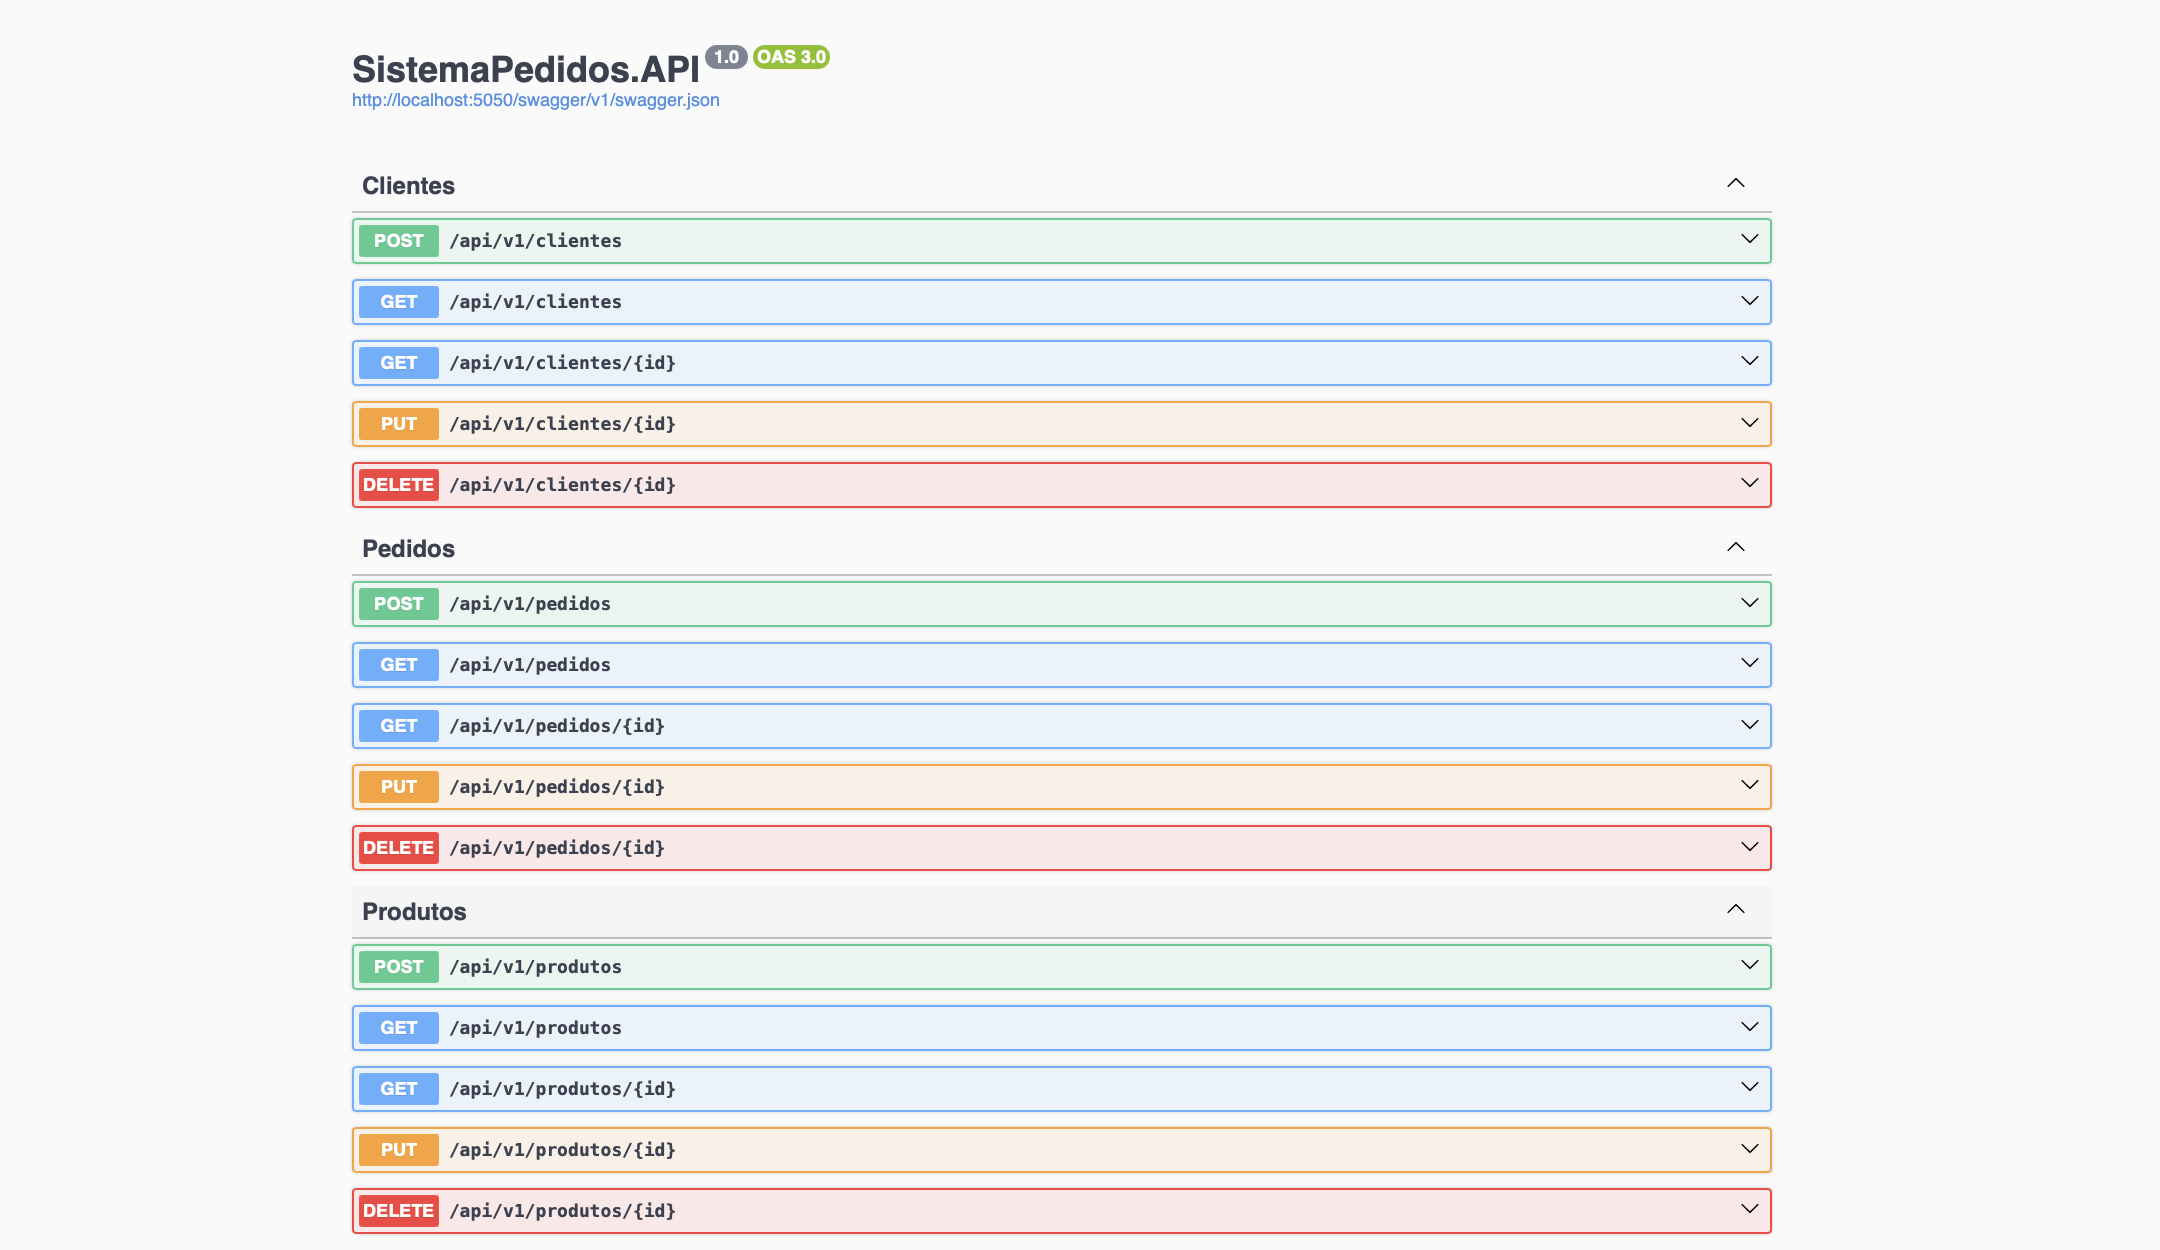 SistemaPedidos.API 1.0 OAS 3.0
http://localhost:5050/swagger/v1/swagger.json
Clientes
POST /api/v1/clientes
GET /api/v1/clientes
GET /api/v1/clientes/{id}
PUT /api/v1/clientes/{id}
DELETE /api/v1/clientes/{id}
Pedidos
POST /api/v1/pedidos
GET /api/v1/pedidos
GET /api/v1/pedidos/{id}
PUT /api/v1/pedidos/{id}
DELETE /api/v1/pedidos/{id}
Produtos
POST /api/v1/produtos
GET /api/v1/produtos
GET /api/v1/produtos/{id}
PUT /api/v1/produtos/{id}
DELETE /api/v1/produtos/{id}